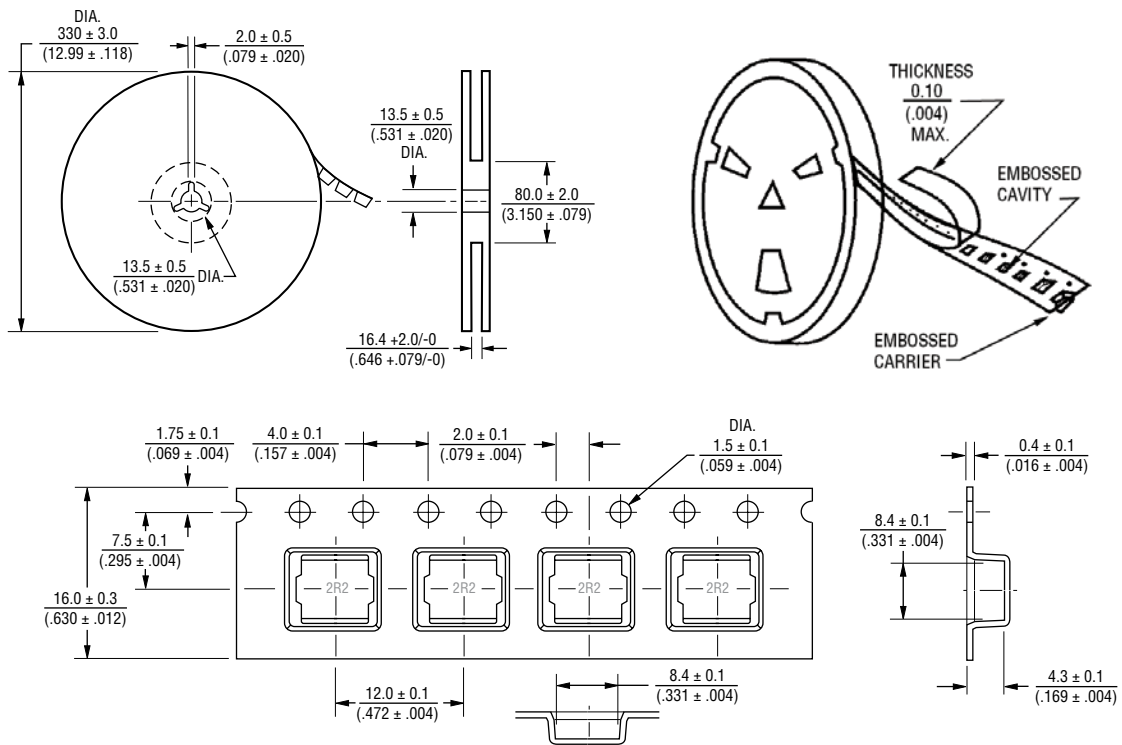 DIA.
330 ± 3.0
(12.99 ± .118)
2.0 ± 0.5
(.079 ± .020)
13.5 ± 0.5
(.531 ± .020)
DIA.
80.0 ± 2.0
(3.150 ± .079)
13.5 ± 0.5
(.531 ± .020)
DIA.
16.4 +2.0/-0
(.646 +.079/-0)
THICKNESS
0.10
(.004)
MAX.
EMBOSSED
CAVITY
EMBOSSED
CARRIER
1.75 ± 0.1
(.069 ± .004)
4.0 ± 0.1
(.157 ± .004)
2.0 ± 0.1
(.079 ± .004)
DIA.
1.5 ± 0.1
(.059 ± .004)
0.4 ± 0.1
(.016 ± .004)
7.5 ± 0.1
(.295 ± .004)
8.4 ± 0.1
(.331 ± .004)
16.0 ± 0.3
(.630 ± .012)
2R2
2R2
2R2
2R2
12.0 ± 0.1
(.472 ± .004)
8.4 ± 0.1
(.331 ± .004)
4.3 ± 0.1
(.169 ± .004)